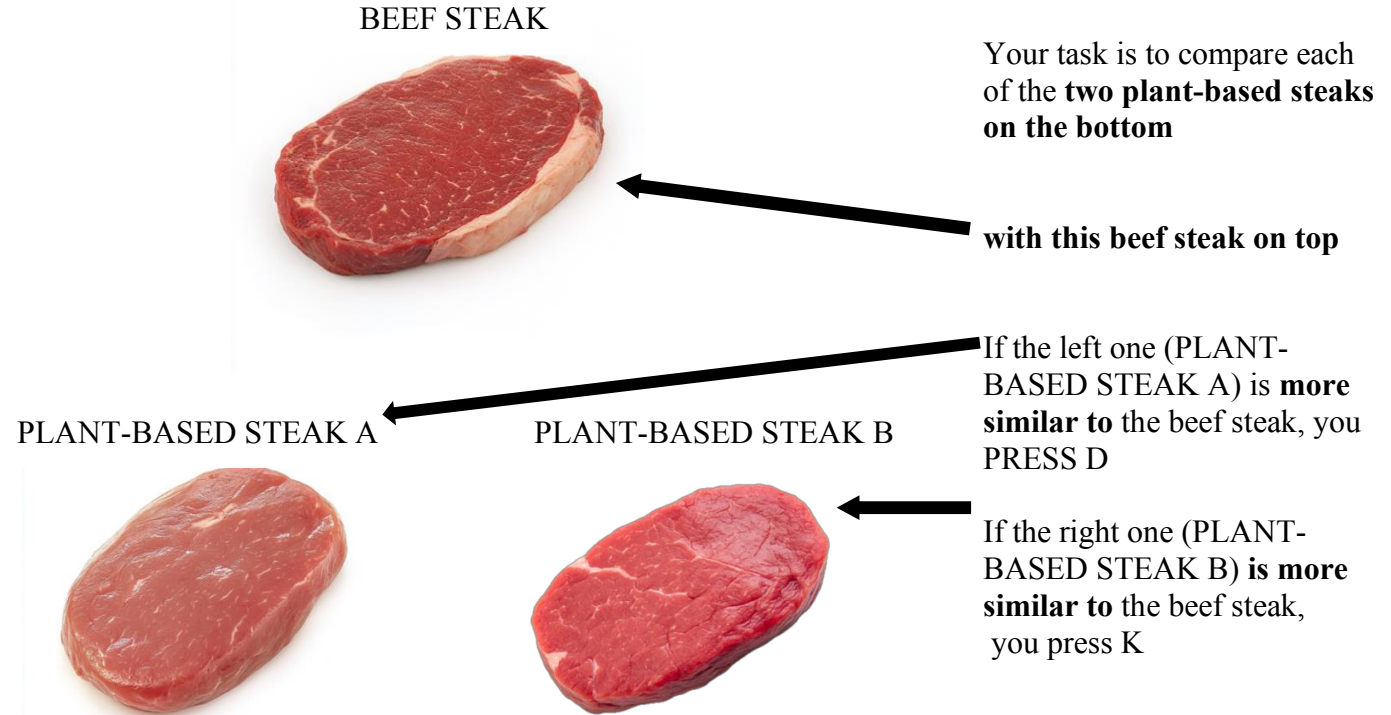 BEEF STEAK
Your task is to compare each
of the two plant-based steaks
on the bottom
with this beef steak on top
If the left one (PLANT-
BASED STEAK A) is more
similar to the beef steak, you
PRESS D
PLANT-BASED STEAK A
PLANT-BASED STEAK B
If the right one (PLANT-
BASED STEAK B) is more
similar to the beef steak,
you press K